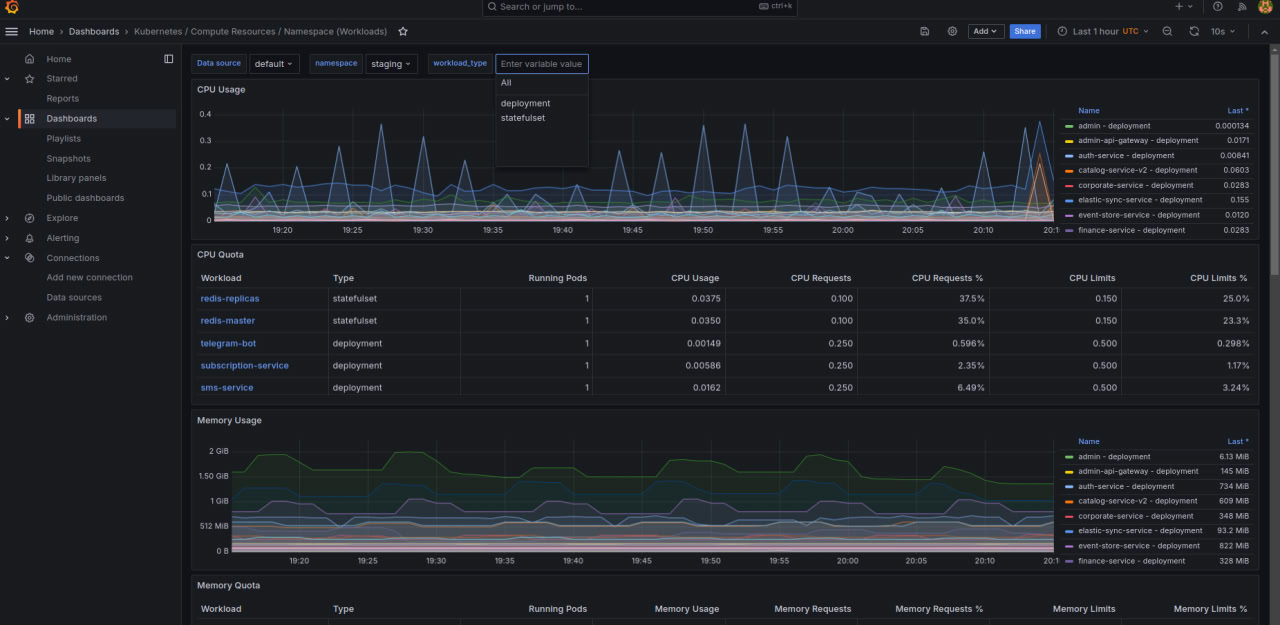 Search or jump to...
ctrl+k
Home › Dashboards › Kubernetes / Compute Resources / Namespace (Workloads)
Add
Share
Last 1 hour UTC
10s
Home
Starred
Reports
Dashboards
Playlists
Snapshots
Library panels
Public dashboards
Explore
Alerting
Connections
Add new connection
Data sources
Administration
Data source default namespace staging workload_type Enter variable value
All
deployment
statefulset
CPU Usage
0.4
0.3
0.2
0.1
0
19:20 19:25 19:30 19:35 19:40 19:45 19:50 19:55 20:00 20:05 20:10 20:1
Name Last *
admin - deployment 0.000134
admin-api-gateway - deployment 0.0171
auth-service - deployment 0.00841
catalog-service-v2 - deployment 0.0603
corporate-service - deployment 0.0283
elastic-sync-service - deployment 0.155
event-store-service - deployment 0.0120
finance-service - deployment 0.0283
CPU Quota
Workload Type Running Pods CPU Usage CPU Requests CPU Requests % CPU Limits CPU Limits %
redis-replicas statefulset 1 0.0375 0.100 37.5% 0.150 25.0%
redis-master statefulset 1 0.0350 0.100 35.0% 0.150 23.3%
telegram-bot deployment 1 0.00149 0.250 0.596% 0.500 0.298%
subscription-service deployment 1 0.00586 0.250 2.35% 0.500 1.17%
sms-service deployment 1 0.0162 0.250 6.49% 0.500 3.24%
Memory Usage
2 GiB
1.50 GiB
1 GiB
512 MiB
0 B
19:20 19:25 19:30 19:35 19:40 19:45 19:50 19:55 20:00 20:05 20:10 20:1
Name Last *
admin - deployment 6.13 MiB
admin-api-gateway - deployment 145 MiB
auth-service - deployment 734 MiB
catalog-service-v2 - deployment 609 MiB
corporate-service - deployment 348 MiB
elastic-sync-service - deployment 93.2 MiB
event-store-service - deployment 822 MiB
finance-service - deployment 328 MiB
Memory Quota
Workload Type Running Pods Memory Usage Memory Requests Memory Requests % Memory Limits Memory Limits %